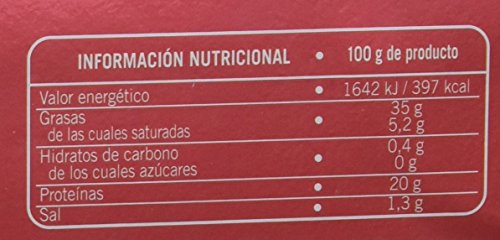 INFORMACIÓN NUTRICIONAL • 100 g de producto
Valor energético • 1642 kJ / 397 kcal
Grasas • 35 g
de las cuales saturadas 5,2 g
Hidratos de carbono • 0,4 g
de los cuales azúcares 0 g
Proteínas • 20 g
Sal • 1,3 g